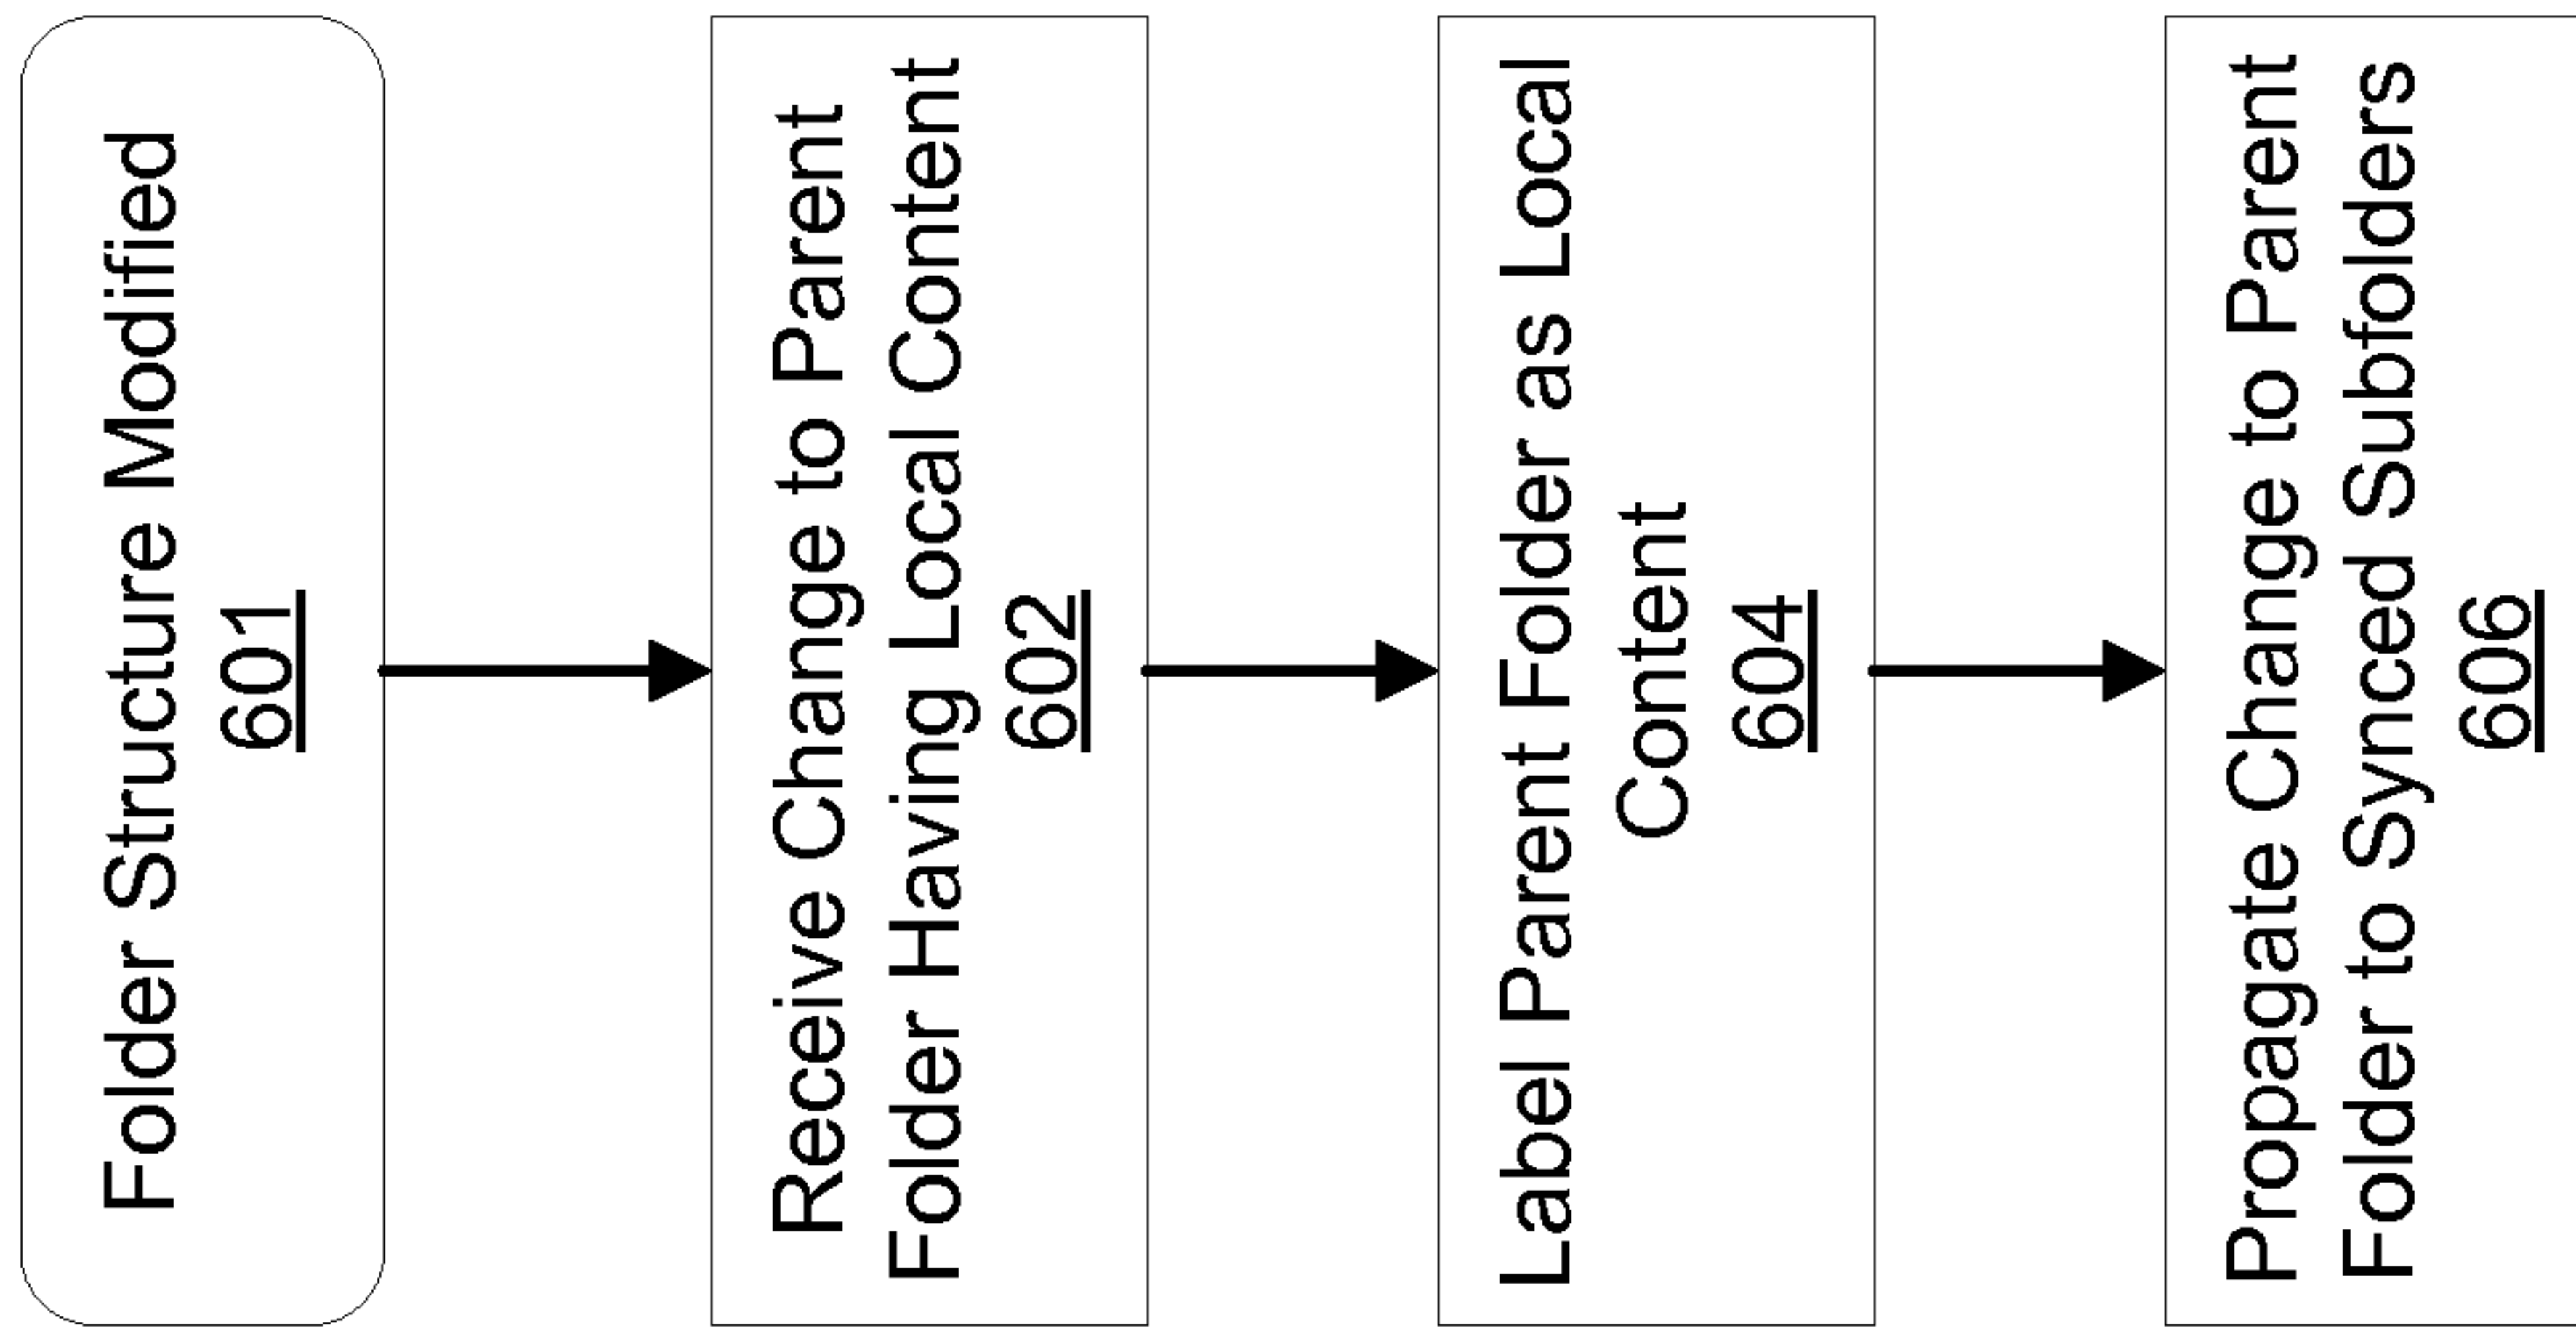 Folder Structure Modified
601
Receive Change to Parent
Folder Having Local Content
602
Label Parent Folder as Local
Content
604
Propagate Change to Parent
Folder to Synced Subfolders
606